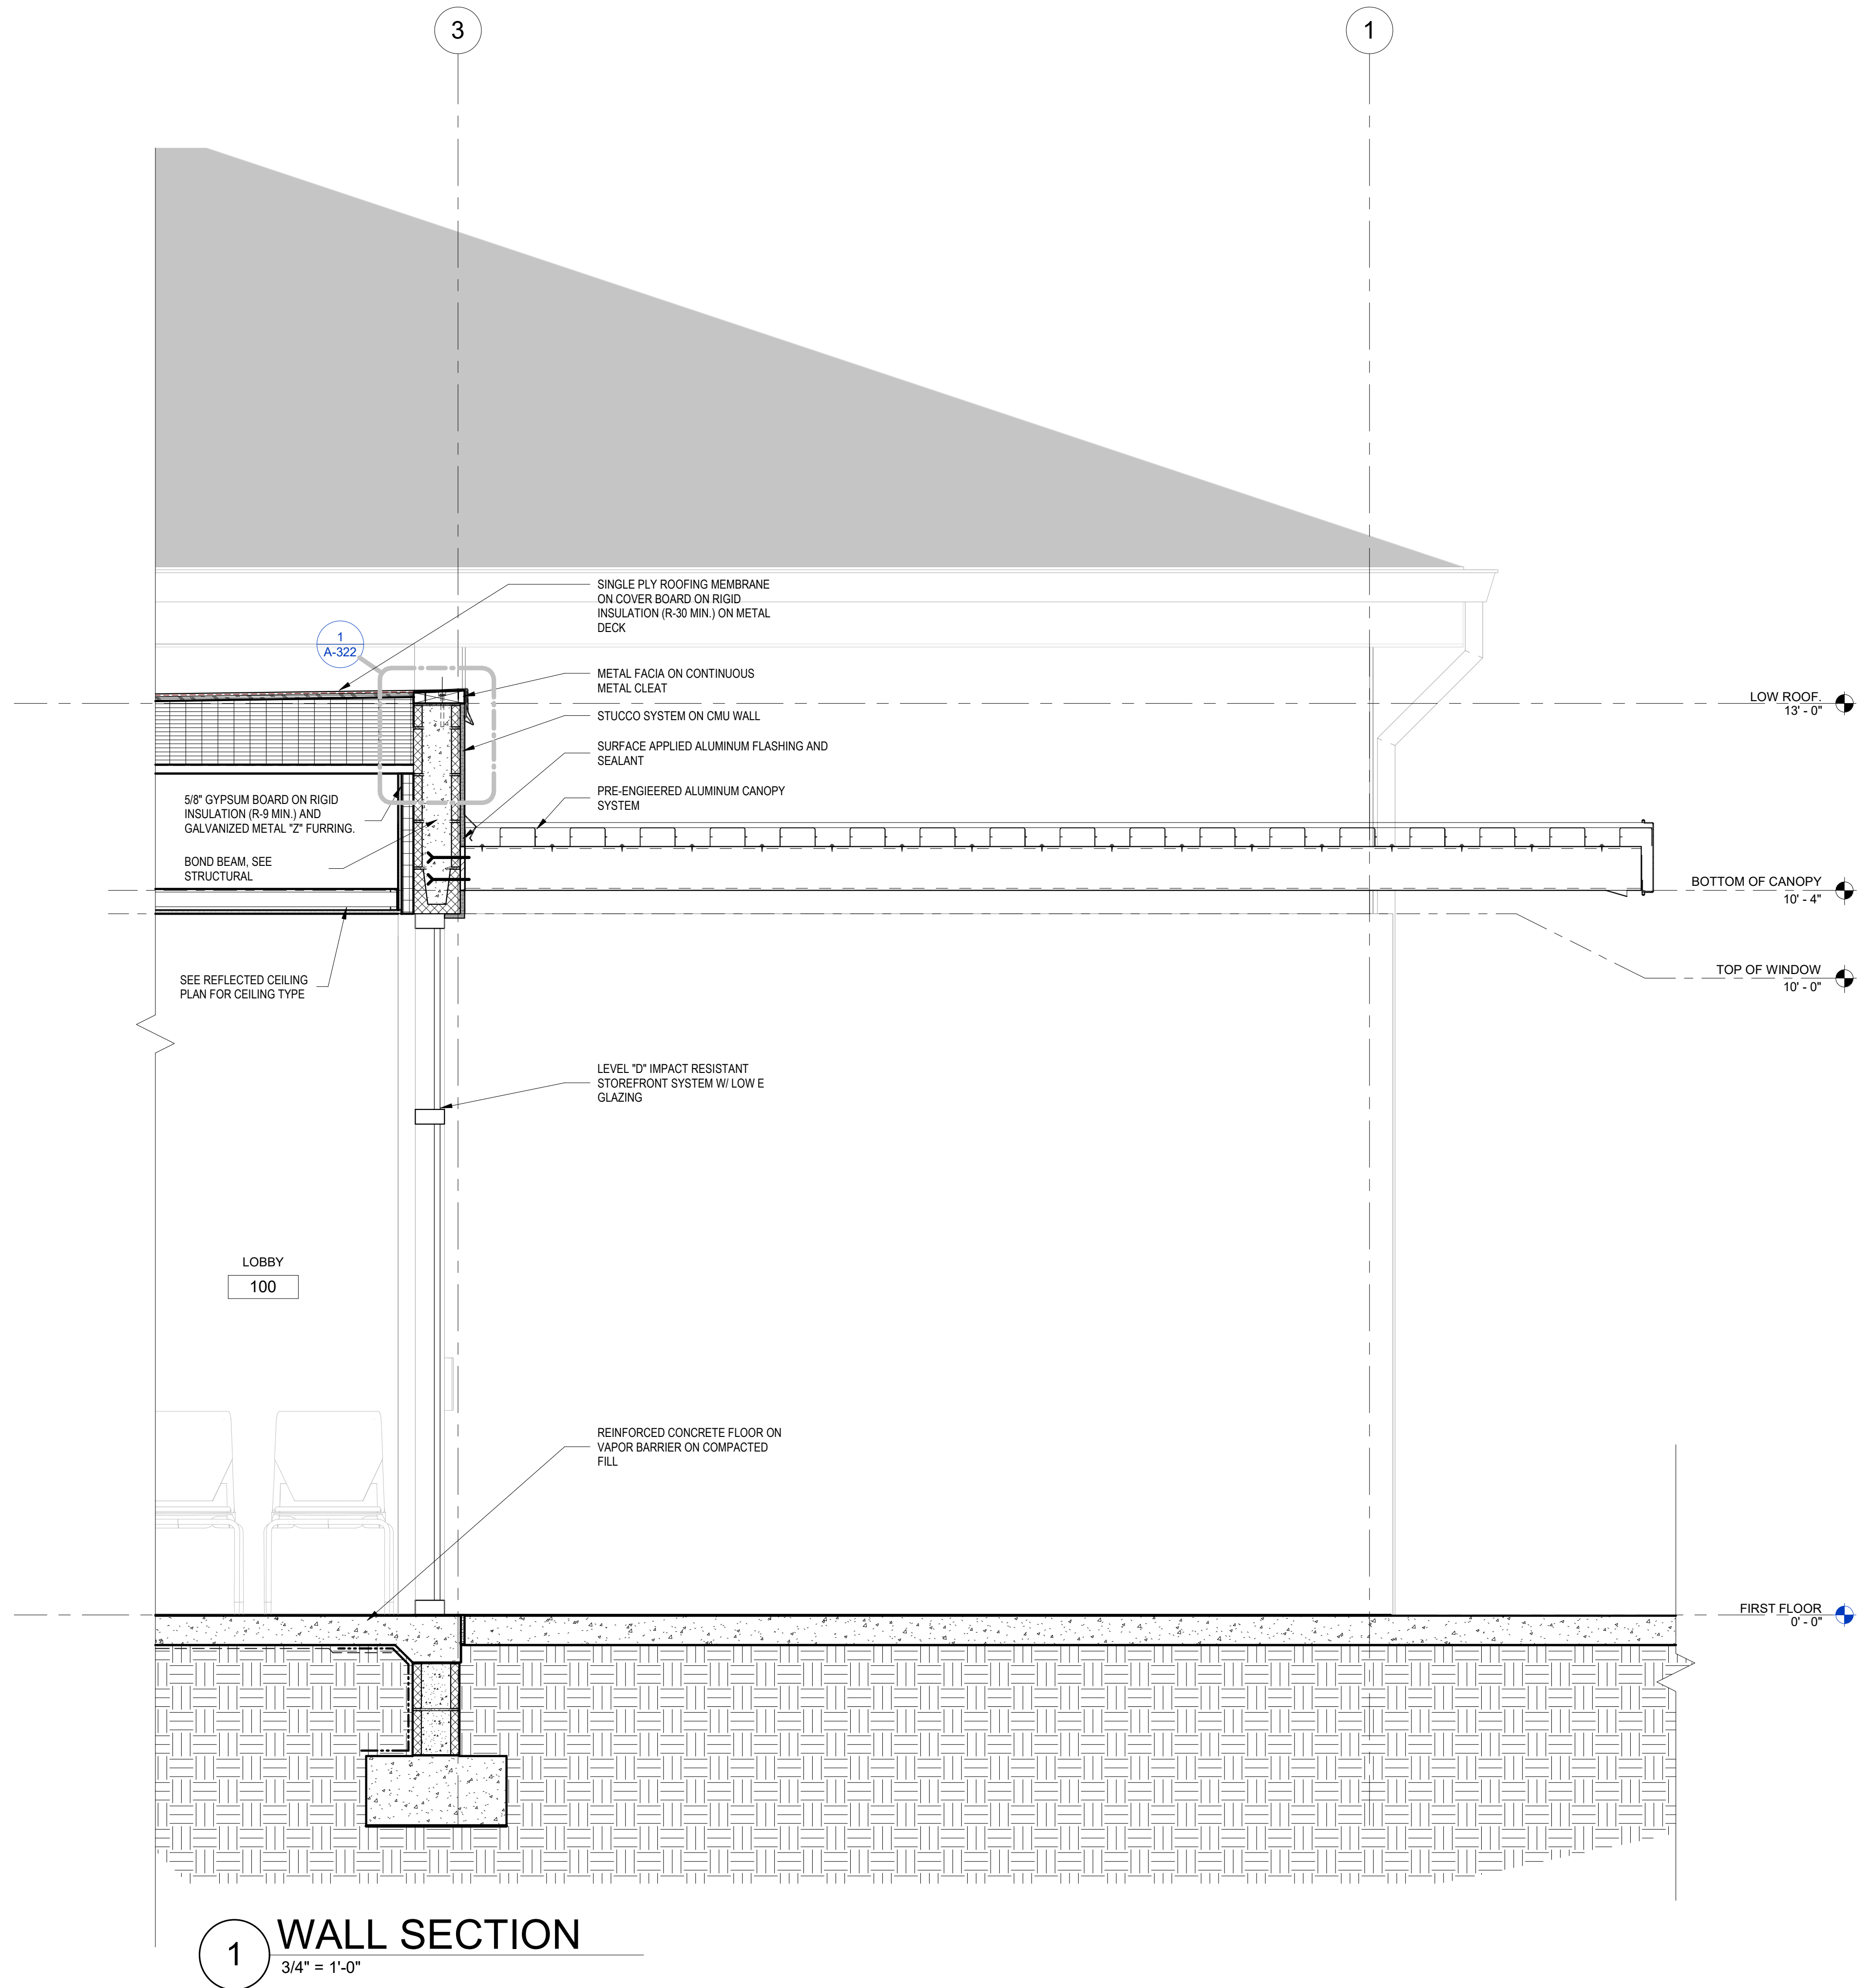 3
1
SINGLE PLY ROOFING MEMBRANE
ON COVER BOARD ON RIGID
INSULATION (R-30 MIN.) ON METAL
DECK
1
A-322
METAL FACIA ON CONTINUOUS
METAL CLEAT
LOW ROOF.
13' - 0"
STUCCO SYSTEM ON CMU WALL
SURFACE APPLIED ALUMINUM FLASHING AND
SEALANT
PRE-ENGIEERED ALUMINUM CANOPY
SYSTEM
5/8" GYPSUM BOARD ON RIGID
INSULATION (R-9 MIN.) AND
GALVANIZED METAL "Z" FURRING.
BOND BEAM, SEE
STRUCTURAL
BOTTOM OF CANOPY
10' - 4"
TOP OF WINDOW
10' - 0"
SEE REFLECTED CEILING
PLAN FOR CEILING TYPE
LEVEL "D" IMPACT RESISTANT
STOREFRONT SYSTEM W/ LOW E
GLAZING
LOBBY
100
REINFORCED CONCRETE FLOOR ON
VAPOR BARRIER ON COMPACTED
FILL
FIRST FLOOR
0' - 0"
1
WALL SECTION
3/4" = 1'-0"